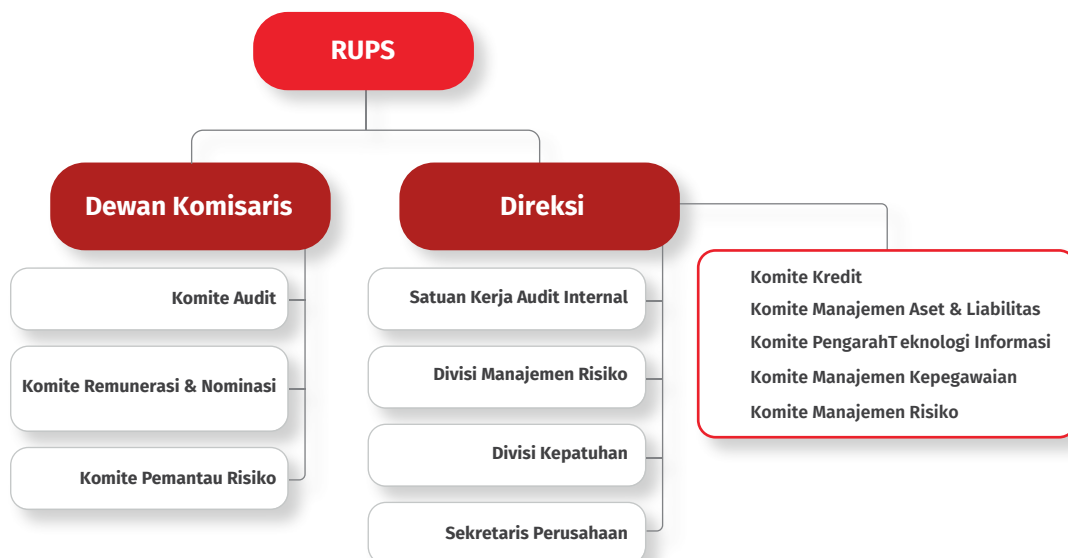 RUPS
Dewan Komisaris
Direksi
Komite Audit
Komite Remunerasi & Nominasi
Komite Pemantau Risiko
Satuan Kerja Audit Internal
Divisi Manajemen Risiko
Divisi Kepatuhan
Sekretaris Perusahaan
Komite Kredit
Komite Manajemen Aset & Liabilitas
Komite PengarahT eknologi Informasi
Komite Manajemen Kepegawaian
Komite Manajemen Risiko